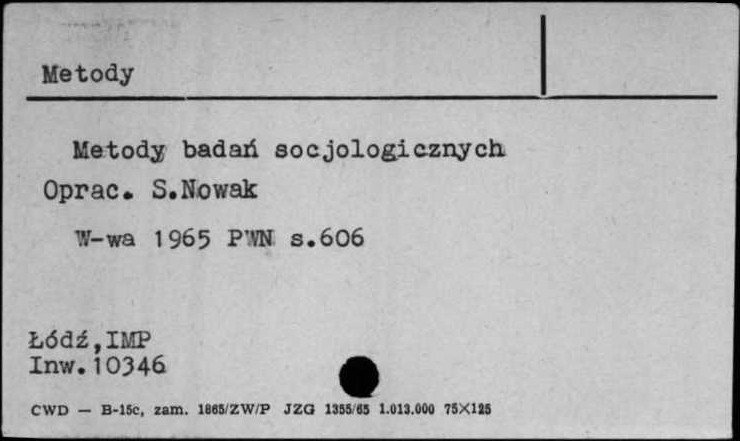 Metody
Metody badań socjologicznych
Oprac. S.Nowak
W-wa 1965 PWN s.606
Łódź,IMP
Inw.10346
CWD — B-15c, zam. 1865/ZW/P JZG 1355/65 1.013.000 75X125